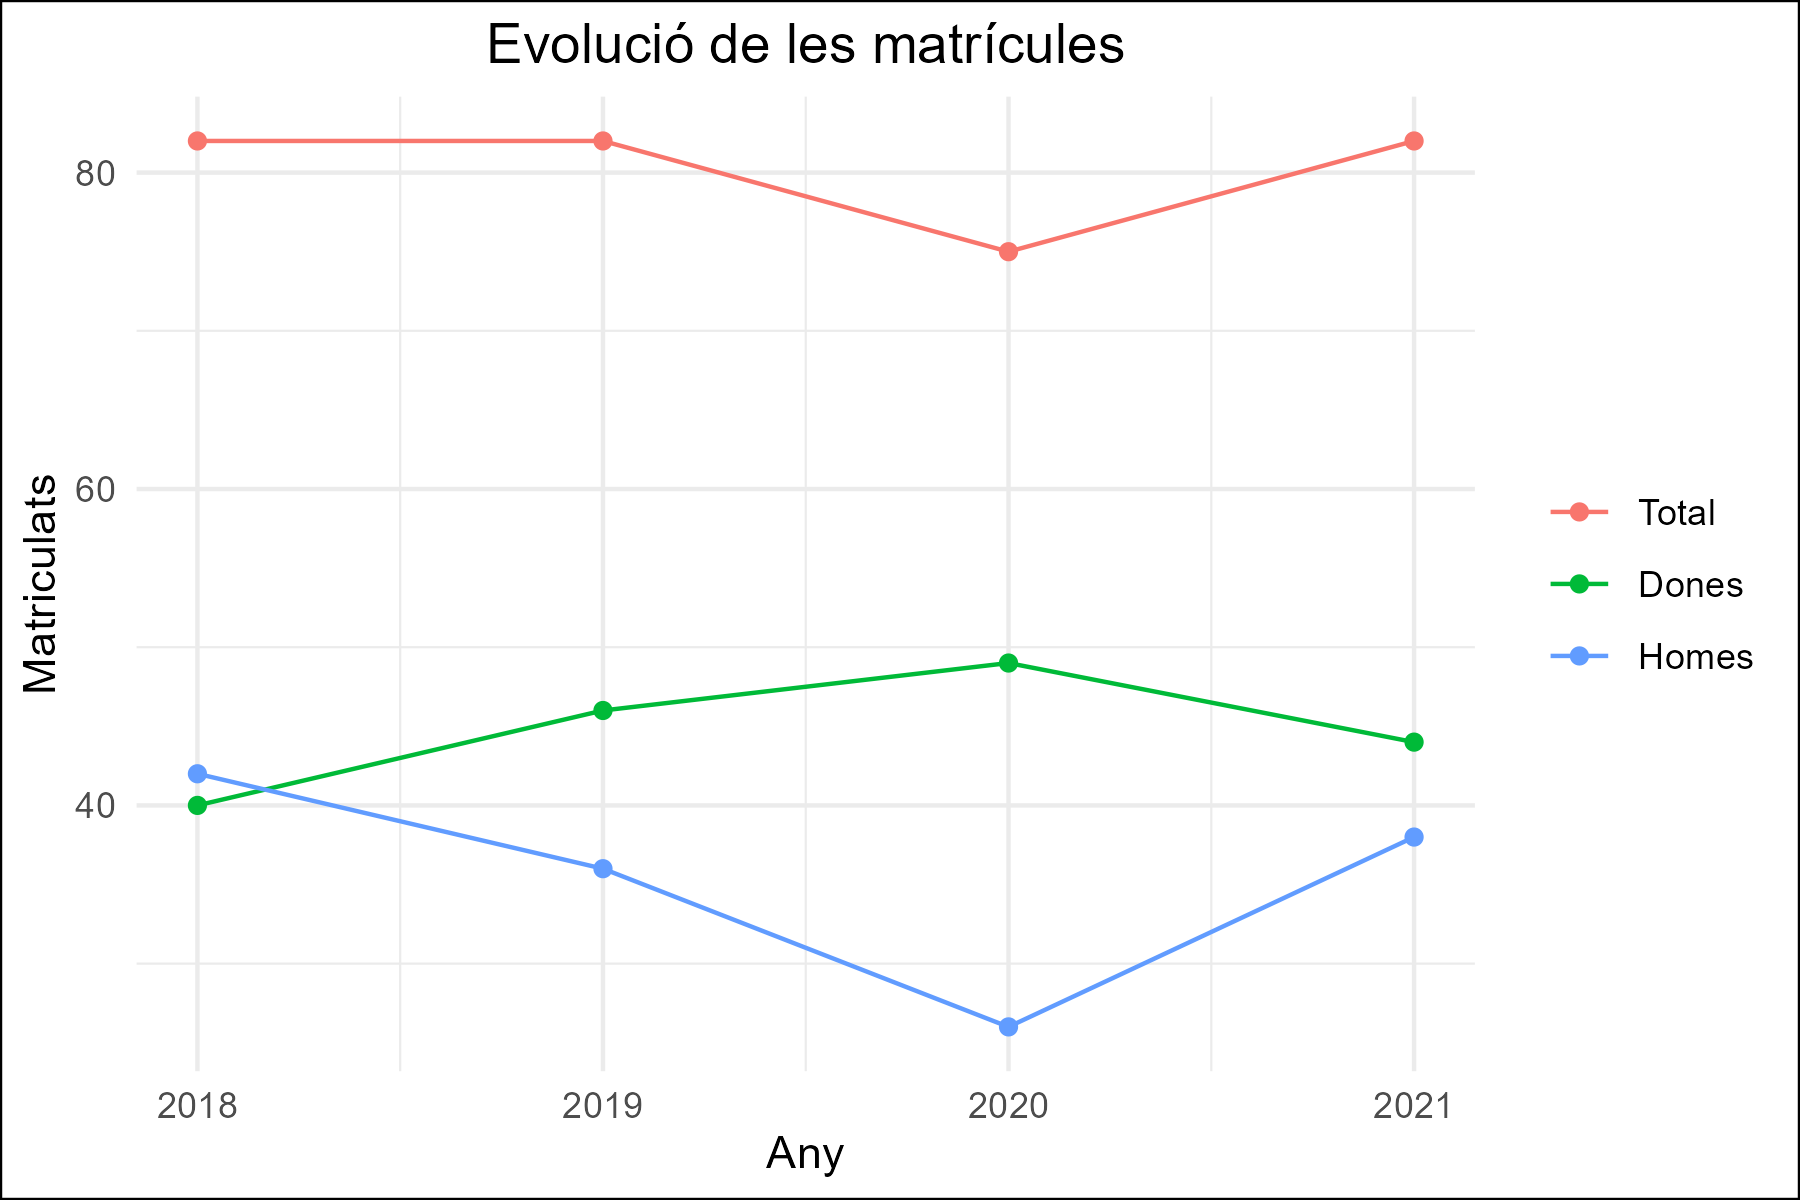 Evolució de les matrícules
80
60
40
Matriculats
2018
2019
2020
2021
Any
Total
Dones
Homes